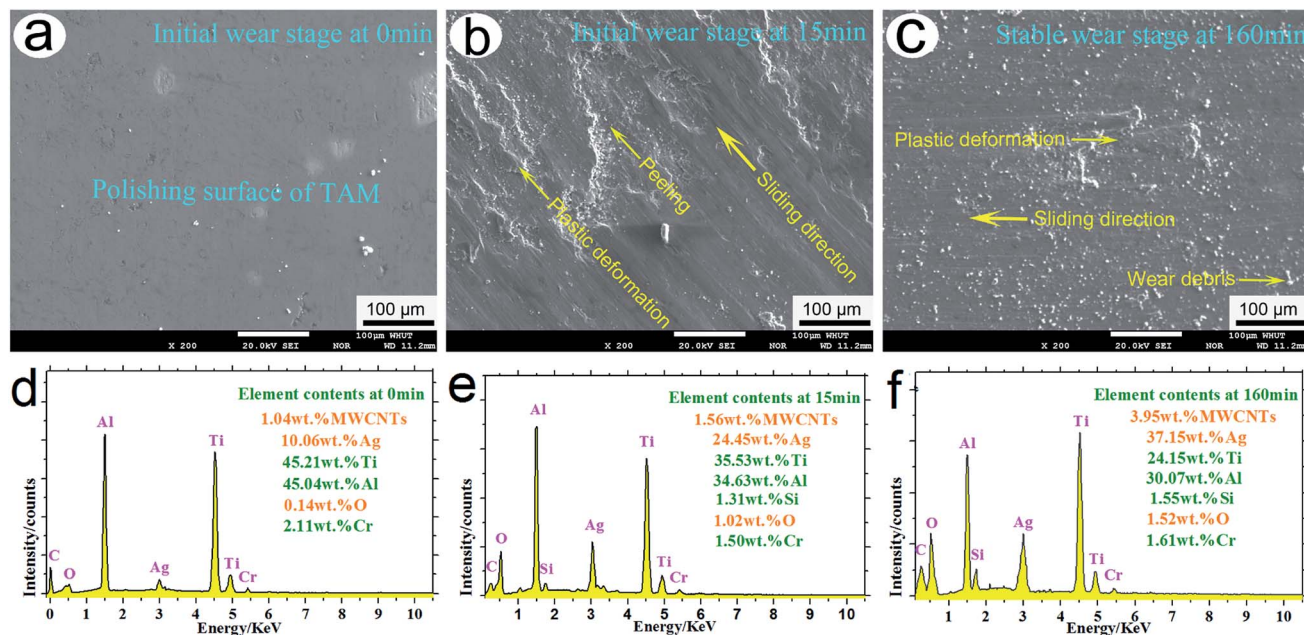 a
Initial wear stage at 0min
Polishing surface of TAM
100 μm
100μm WHUT
X 200 20.0kV SEI NOR WD 11.2mm
b
Initial wear stage at 15min
Peeling
Sliding direction
Plastic deformation
100 μm
100μm WHUT
X 200 20.0kV SEI NOR WD 11.2mm
c
Stable wear stage at 160min
Plastic deformation
Sliding direction
Wear debris
100 μm
100μm WHUT
X 200 20.0kV SEI NOR WD 11.2mm
d
Element contents at 0min
1.04wt.%MWCNTs
10.06wt.%Ag
45.21wt.%Ti
45.04wt.%Al
0.14wt.%O
2.11wt.%Cr
Intensity/counts
C
O
Al
Ag
Ti
Ti
Cr
0 1 2 3 4 5 6 7 8 9 10
Energy/KeV
e
Element contents at 15min
1.56wt.%MWCNTs
24.45wt.%Ag
35.53wt.%Ti
34.63wt.%Al
1.31wt.%Si
1.02wt.%O
1.50wt.%Cr
Intensity/counts
C
O
Al
Si
Ag
Ti
Ti
Cr
0 1 2 3 4 5 6 7 8 9 10
Energy/KeV
f
Element contents at 160min
3.95wt.%MWCNTs
37.15wt.%Ag
24.15wt.%Ti
30.07wt.%Al
1.55wt.%Si
1.52wt.%O
1.61wt.%Cr
Intensity/counts
C
O
Al
Si
Ag
Ti
Ti
Cr
0 1 2 3 4 5 6 7 8 9 10
Energy/KeV